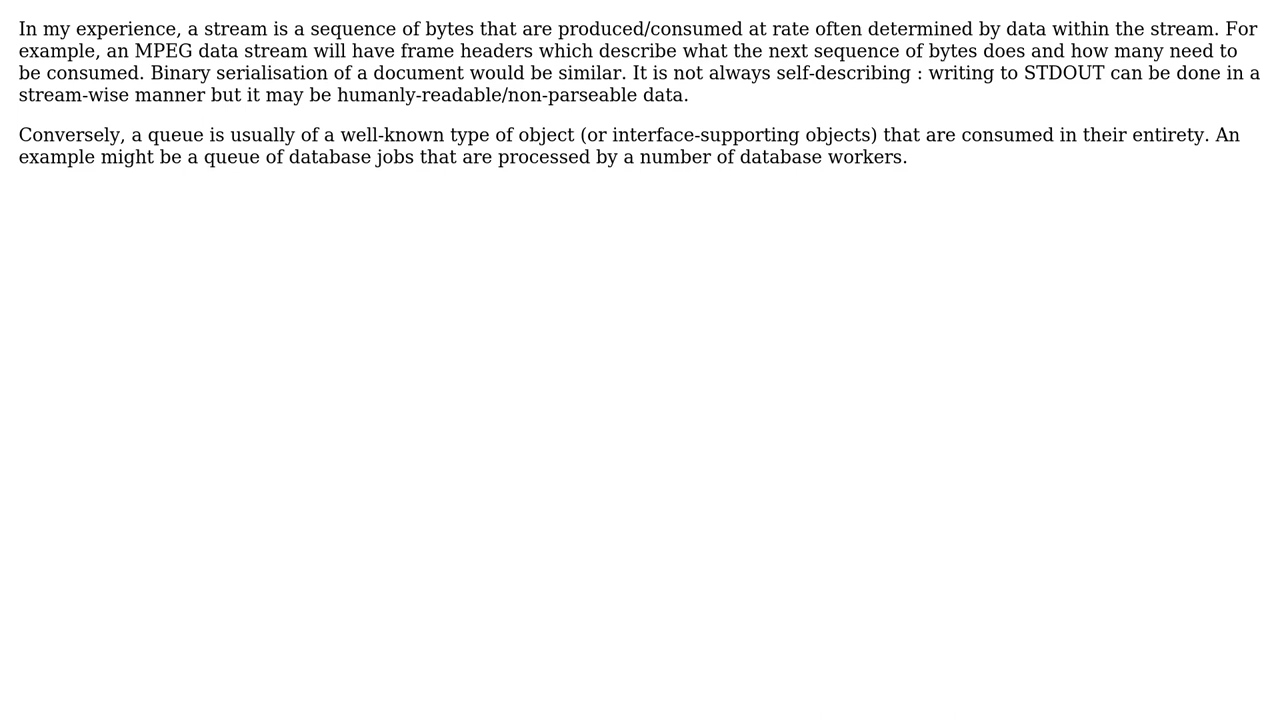 In my experience, a stream is a sequence of bytes that are produced/consumed at rate often determined by data within the stream. For
example, an MPEG data stream will have frame headers which describe what the next sequence of bytes does and how many need to
be consumed. Binary serialisation of a document would be similar. It is not always self-describing : writing to STDOUT can be done in a
stream-wise manner but it may be humanly-readable/non-parseable data.
Conversely, a queue is usually of a well-known type of object (or interface-supporting objects) that are consumed in their entirety. An
example might be a queue of database jobs that are processed by a number of database workers.